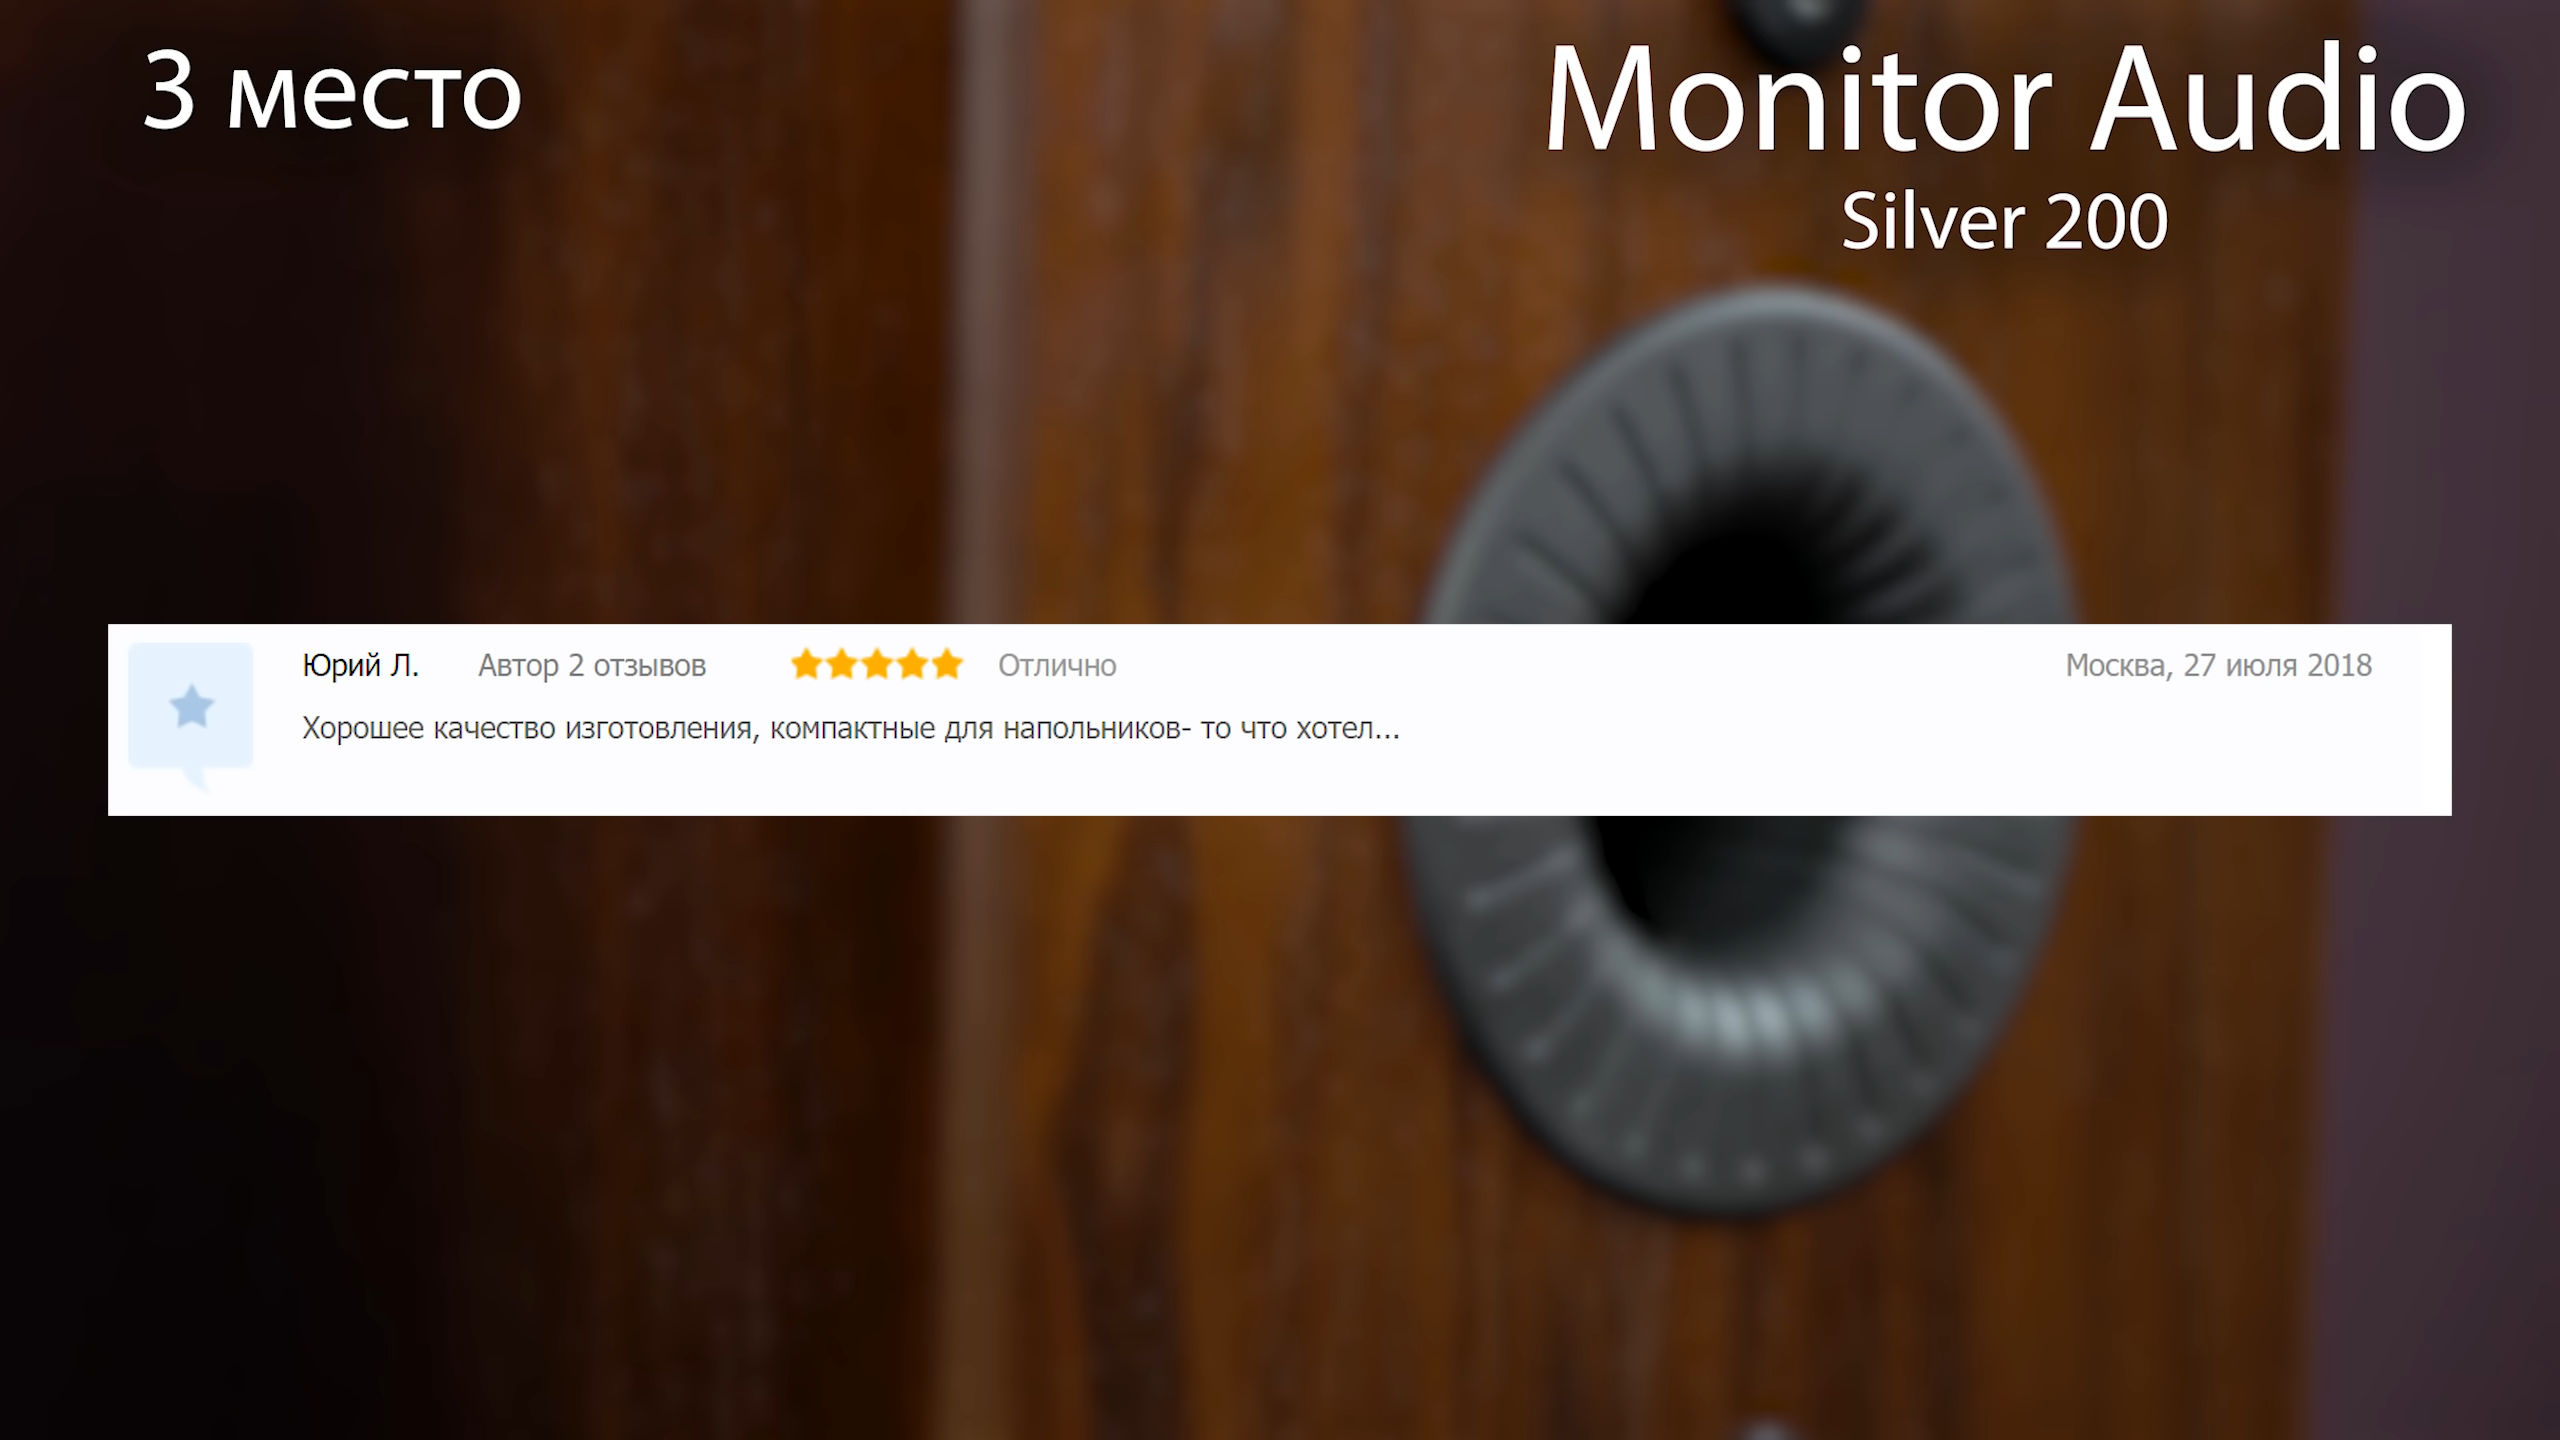 3 место
Monitor Audio
Silver 200
Юрий Л. Автор 2 отзывов Отлично Москва, 27 июля 2018
Хорошее качество изготовления, компактные для напольников- то что хотел...